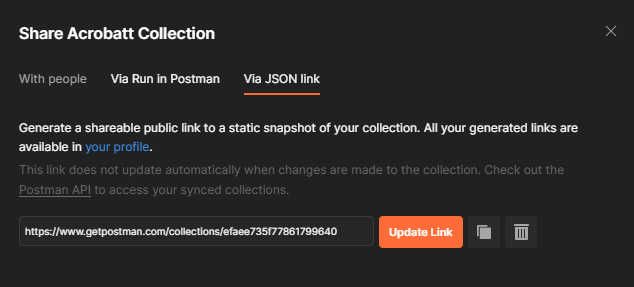 Share Acrobatt Collection
With people Via Run in Postman Via JSON link
Generate a shareable public link to a static snapshot of your collection. All your generated links are
available in your profile.
This link does not update automatically when changes are made to the collection. Check out the
Postman API to access your synced collections.
https://www.getpostman.com/collections/efaee735f77861799640 Update Link